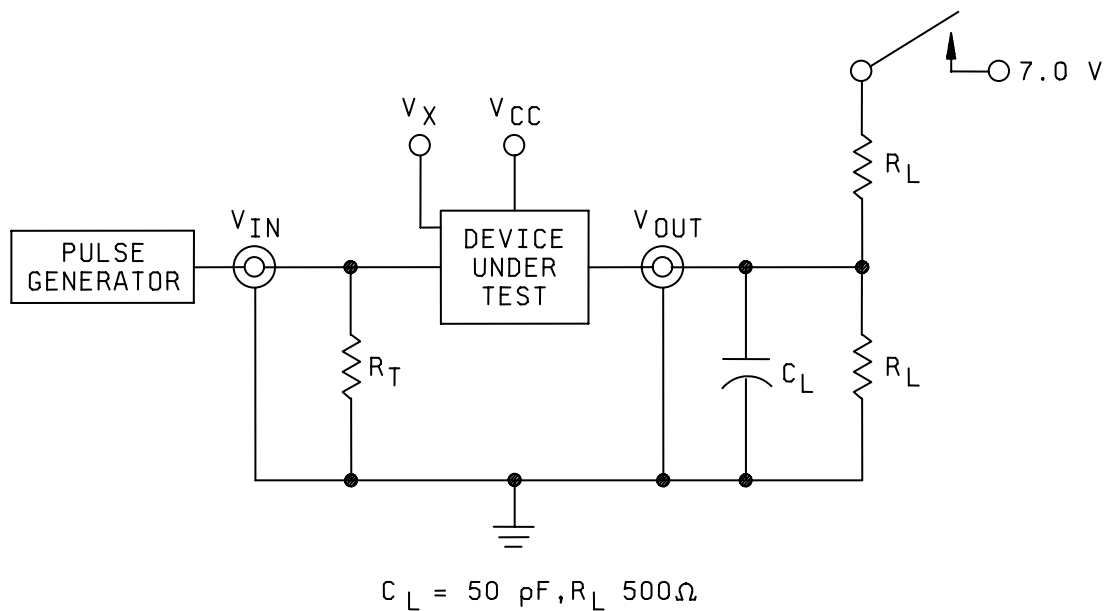 7.0 V
V_X
V_CC
R_L
V_IN
V_OUT
PULSE
GENERATOR
DEVICE
UNDER
TEST
R_T
C_L
R_L
C_L = 50 pF, R_L 500Ω